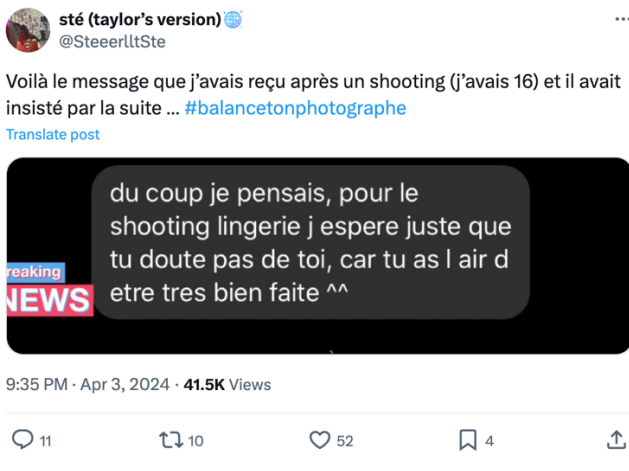 sté (taylor's version)
@SteeerlltSte
Voilà le message que j'avais reçu après un shooting (j'avais 16) et il avait
insisté par la suite ... #balancetonphotographe
Translate post
du coup je pensais, pour le
shooting lingerie j espere juste que
tu doute pas de toi, car tu as l air d
etre tres bien faite ^^
reaking
NEWS
9:35 PM · Apr 3, 2024 · 41.5K Views
11 10 52 4